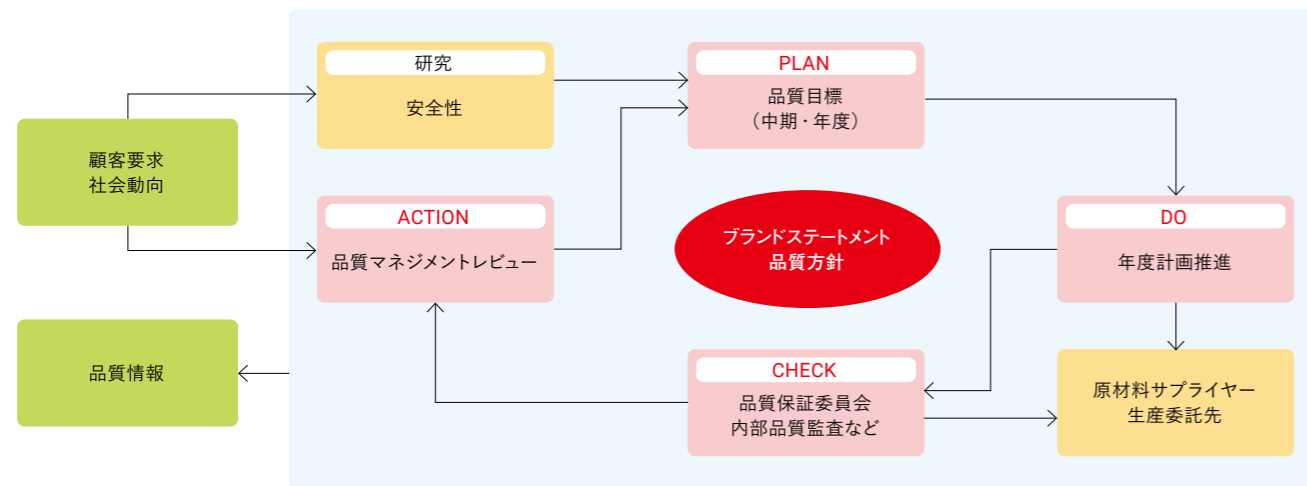 顧客要求
社会動向
品質情報
研究
安全性
PLAN
品質目標
（中期・年度）
ACTION
品質マネジメントレビュー
ブランドステートメント
品質方針
DO
年度計画推進
CHECK
品質保証委員会
内部品質監査など
原材料サプライヤー
生産委託先